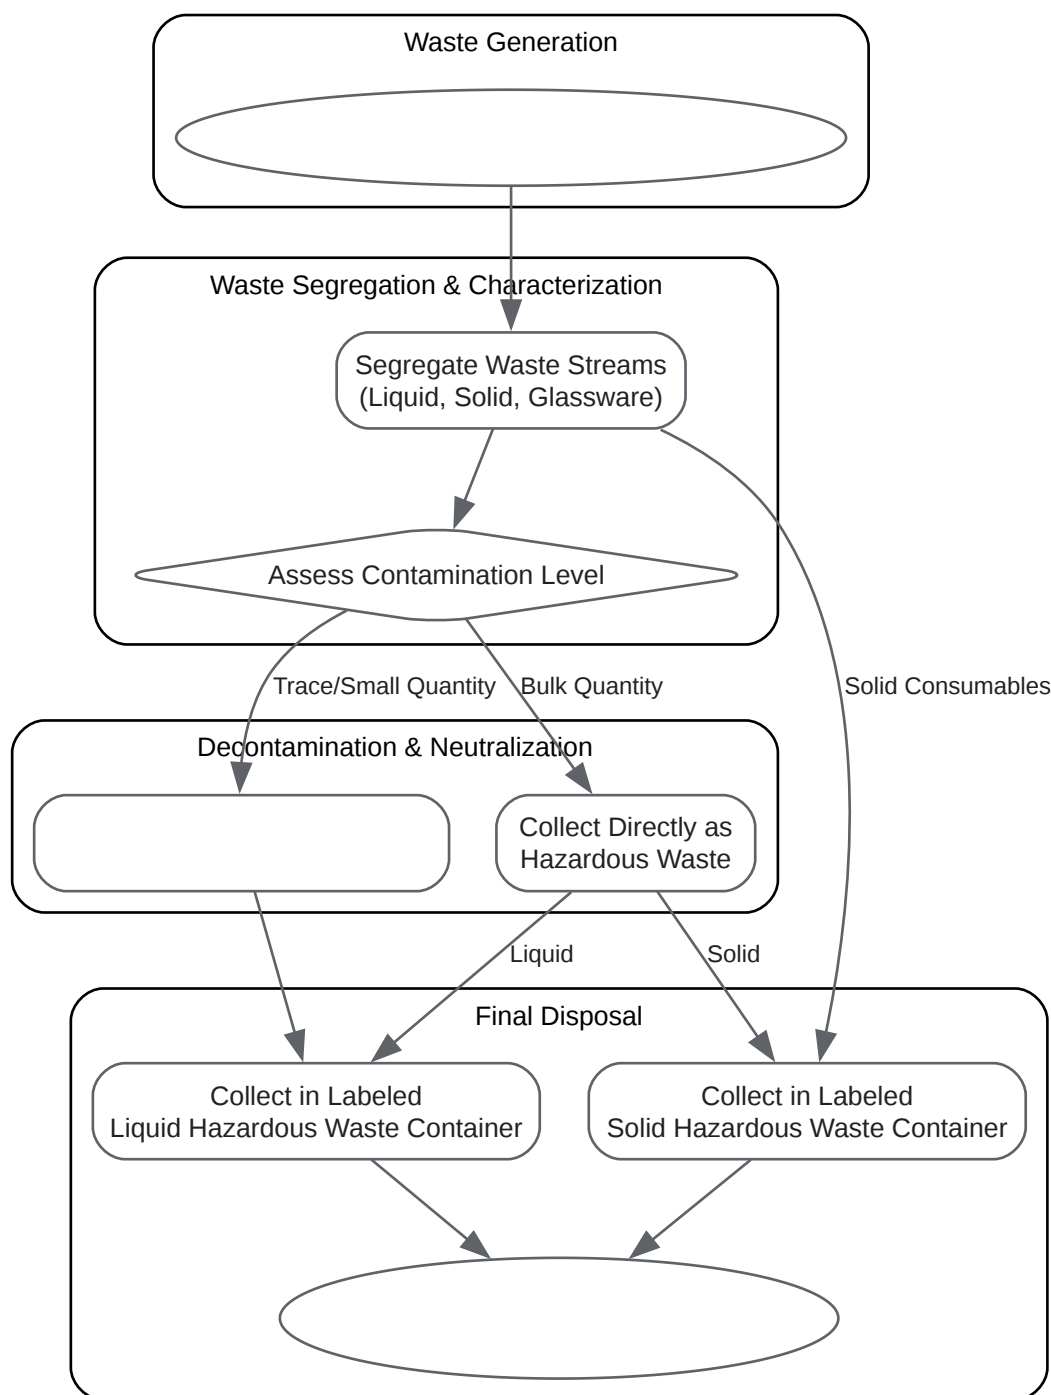 Waste Generation
Waste Segregation & Characterization
Segregate Waste Streams
(Liquid, Solid, Glassware)
Assess Contamination Level
Trace/Small Quantity
Bulk Quantity
Solid Consumables
Decontamination & Neutralization
Collect Directly as
Hazardous Waste
Liquid
Solid
Final Disposal
Collect in Labeled
Liquid Hazardous Waste Container
Collect in Labeled
Solid Hazardous Waste Container